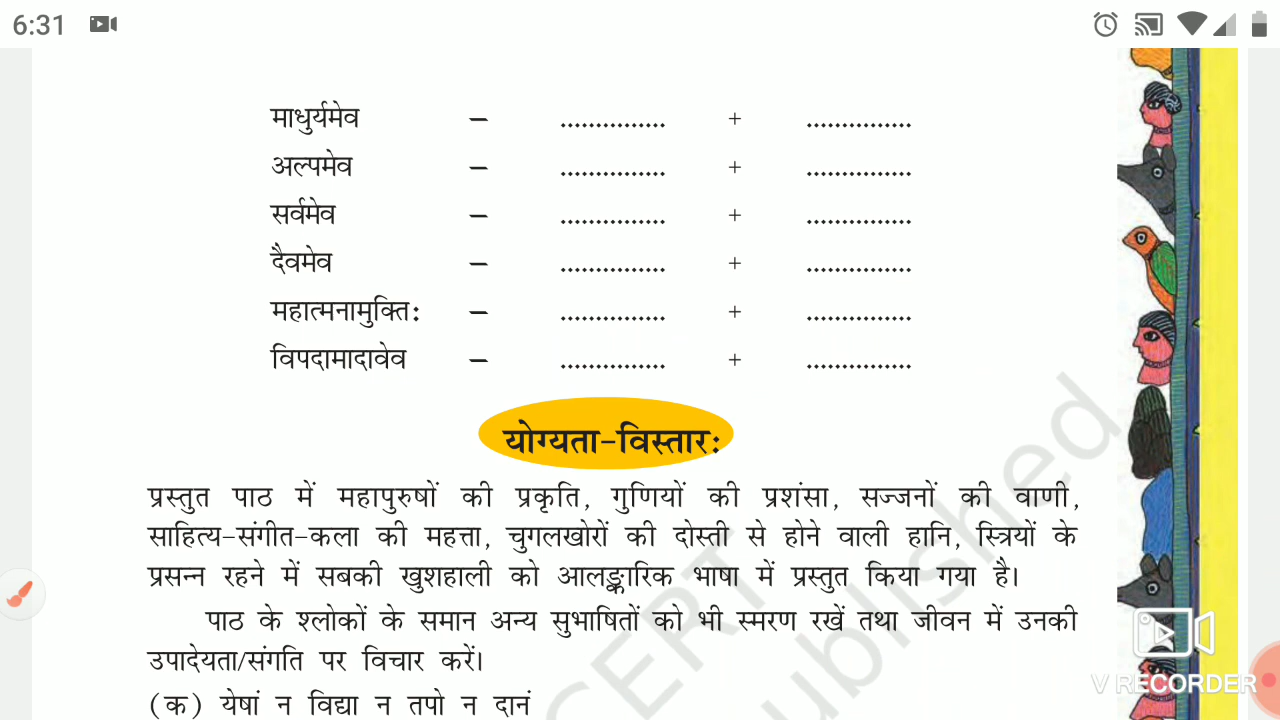 6:31
माधुर्यमेव – ............... + ...............
अल्पमेव – ............... + ...............
सर्वमेव – ............... + ...............
दैवमेव – ............... + ...............
महात्मनामुक्तिः – ............... + ...............
विपदामादावेव – ............... + ...............
योग्यता-विस्तारः
प्रस्तुत पाठ में महापुरुषों की प्रकृति, गुणियों की प्रशंसा, सज्जनों की वाणी,
साहित्य-संगीत-कला की महत्ता, चुगलखोरों की दोस्ती से होने वाली हानि, स्त्रियों के
प्रसन्न रहने में सबकी खुशहाली को आलङ्कारिक भाषा में प्रस्तुत किया गया है।
पाठ के श्लोकों के समान अन्य सुभाषितों को भी स्मरण रखें तथा जीवन में उनकी
उपादेयता/संगति पर विचार करें।
(क) येषां न विद्या न तपो न दानं
CERT
published
V RECORDER